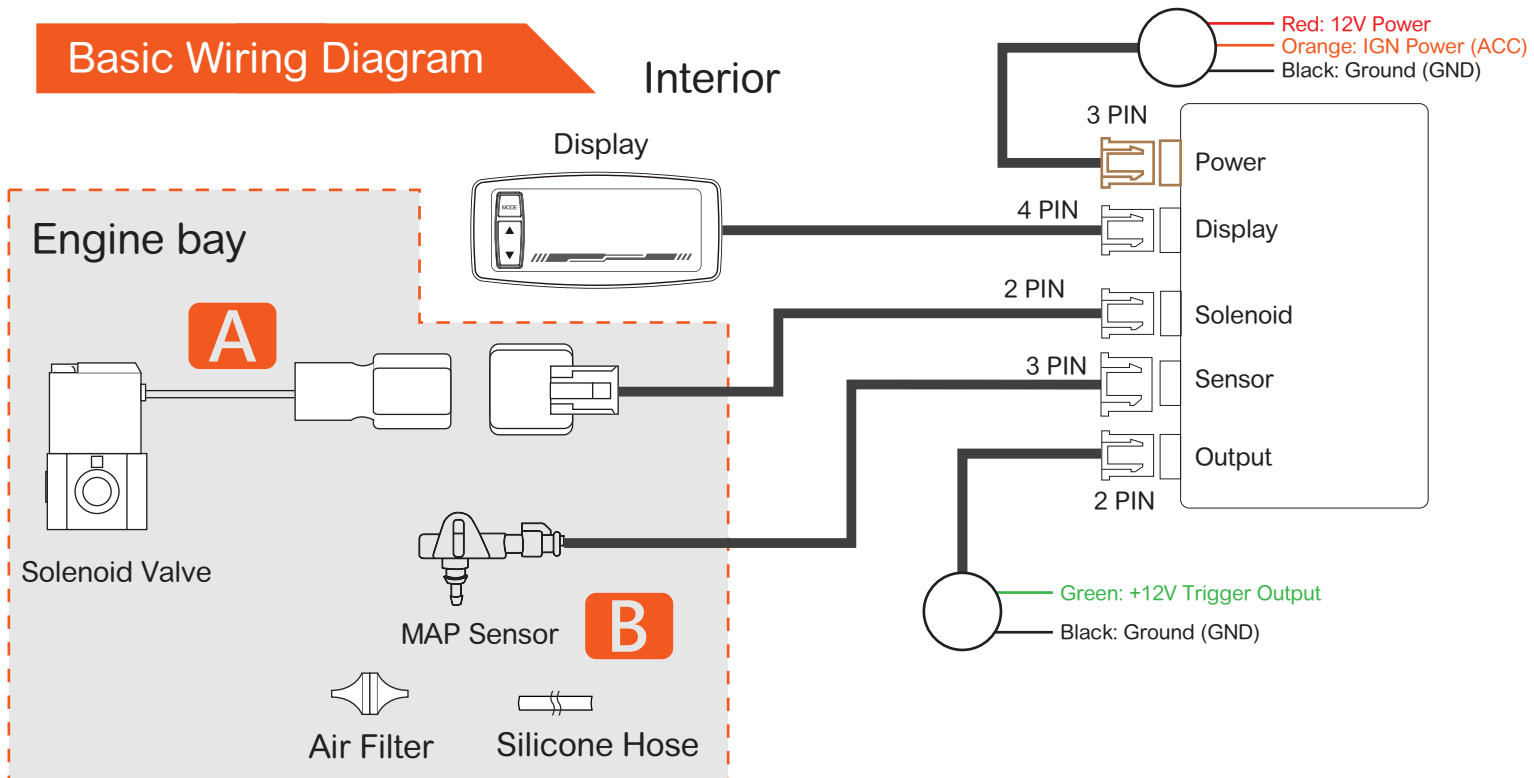 Basic Wiring Diagram
Interior
Red: 12V Power
Orange: IGN Power (ACC)
Black: Ground (GND)
3 PIN
Power
Display
MODE
4 PIN
Display
Engine bay
A
2 PIN
Solenoid
3 PIN
Sensor
Output
2 PIN
Solenoid Valve
Green: +12V Trigger Output
Black: Ground (GND)
MAP Sensor
B
Air Filter
Silicone Hose